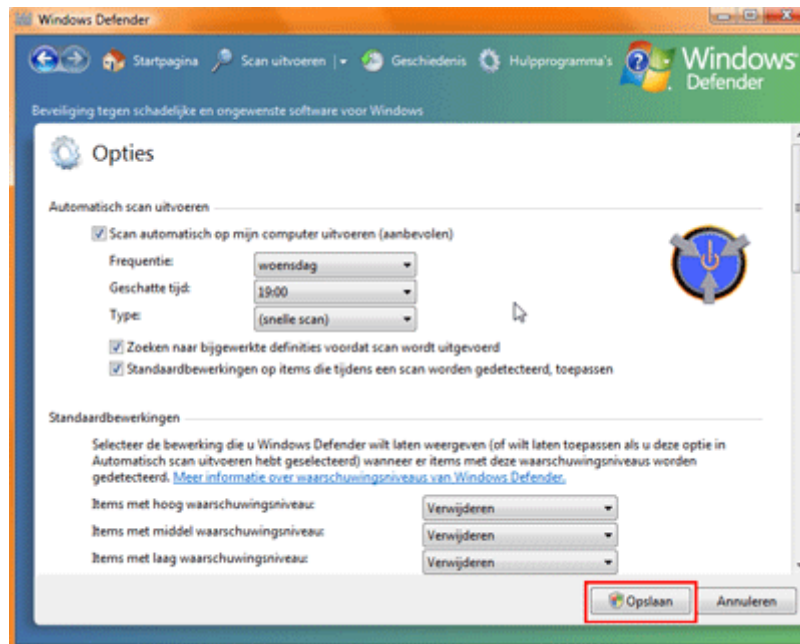 Windows Defender
Startpagina Scan uitvoeren Geschiedenis Hulpprogramma's Windows Defender
Beveiliging tegen schadelijke en ongewenste software voor Windows
Opties
Automatisch scan uitvoeren
Scan automatisch op mijn computer uitvoeren (aanbevolen)
Frequentie: woensdag
Geschatte tijd: 19:00
Type: (snelle scan)
Zoeken naar bijgewerkte definities voordat scan wordt uitgevoerd
Standaardbewerkingen op items die tijdens een scan worden gedetecteerd, toepassen
Standaardbewerkingen
Selecteer de bewerking die u Windows Defender wilt laten weergeven (of wilt laten toepassen als u deze optie in
Automatisch scan uitvoeren hebt geselecteerd) wanneer er items met deze waarschuwingsniveaus worden
gedetecteerd. Meer informatie over waarschuwingsniveaus van Windows Defender.
Items met hoog waarschuwingsniveau: Verwijderen
Items met middel waarschuwingsniveau: Verwijderen
Items met laag waarschuwingsniveau: Verwijderen
Opslaan Annuleren